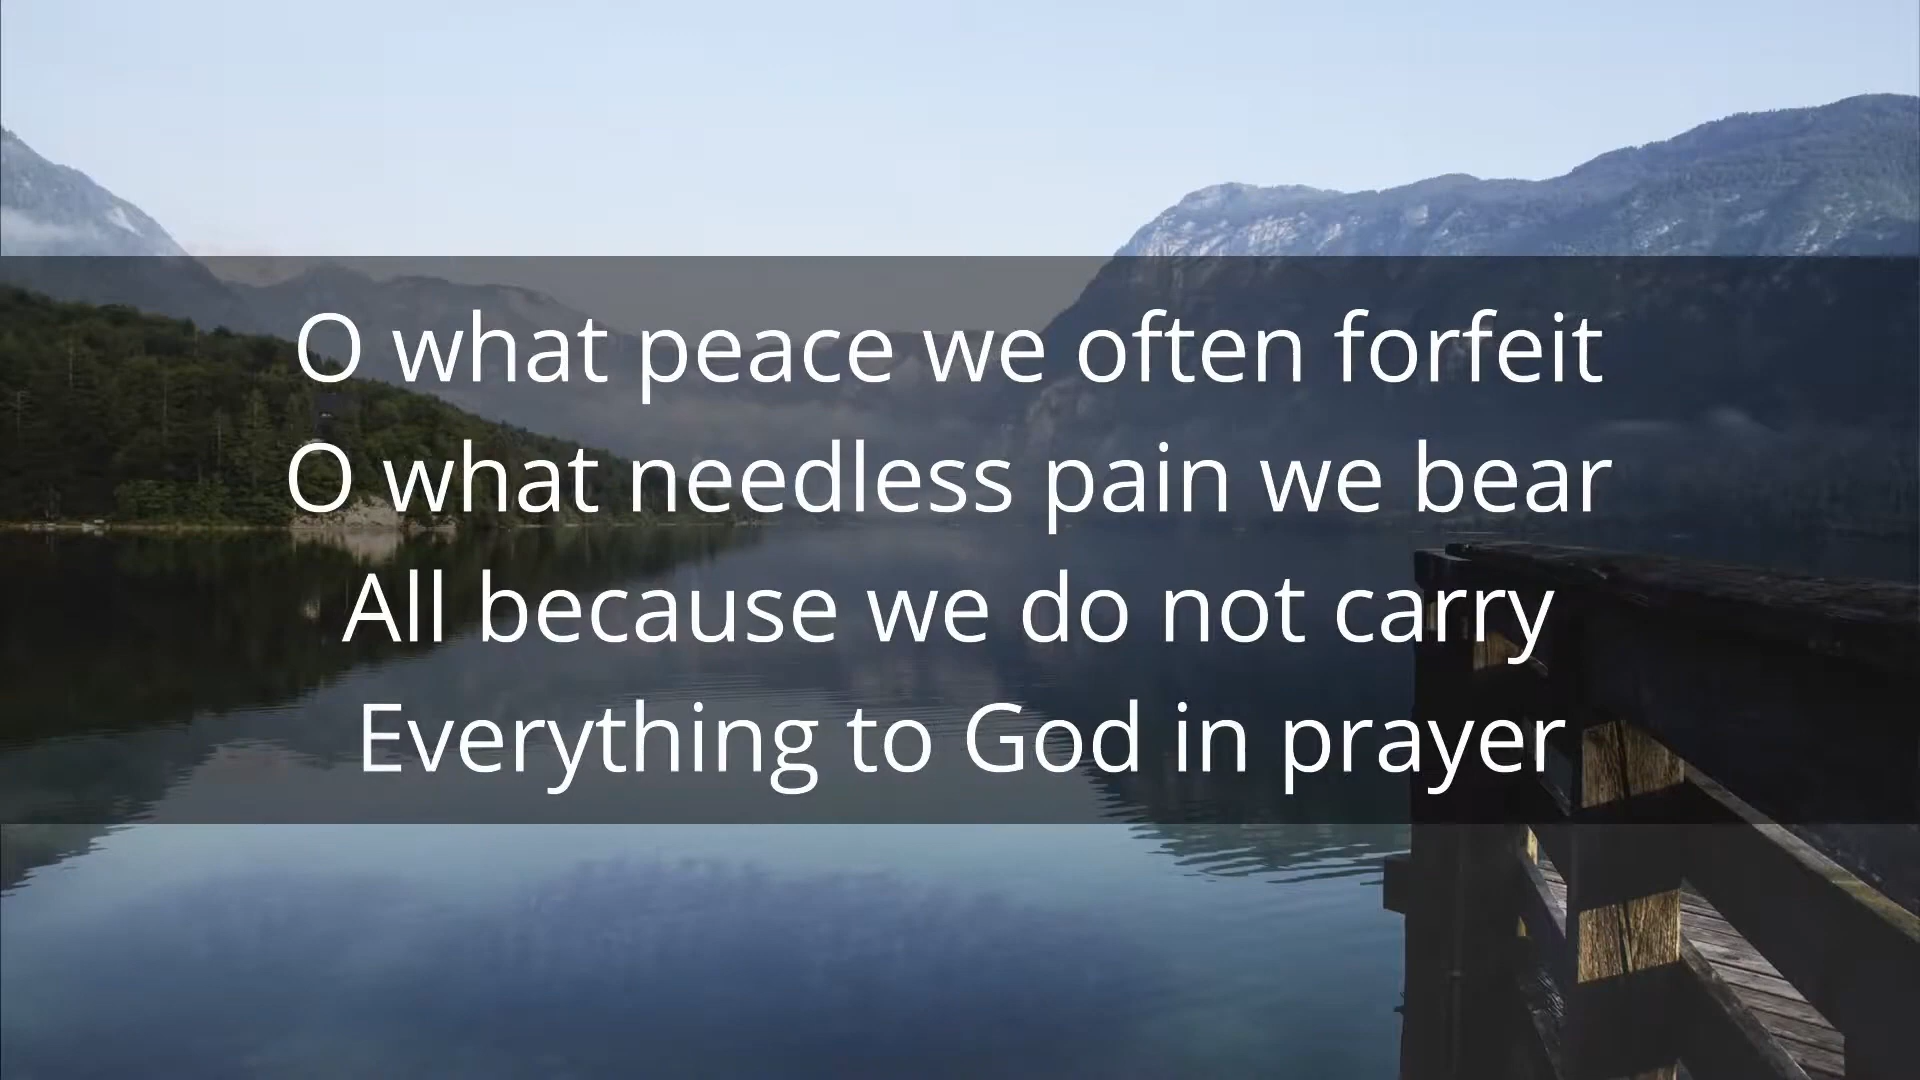 O what peace we often forfeit
O what needless pain we bear
All because we do not carry
Everything to God in prayer